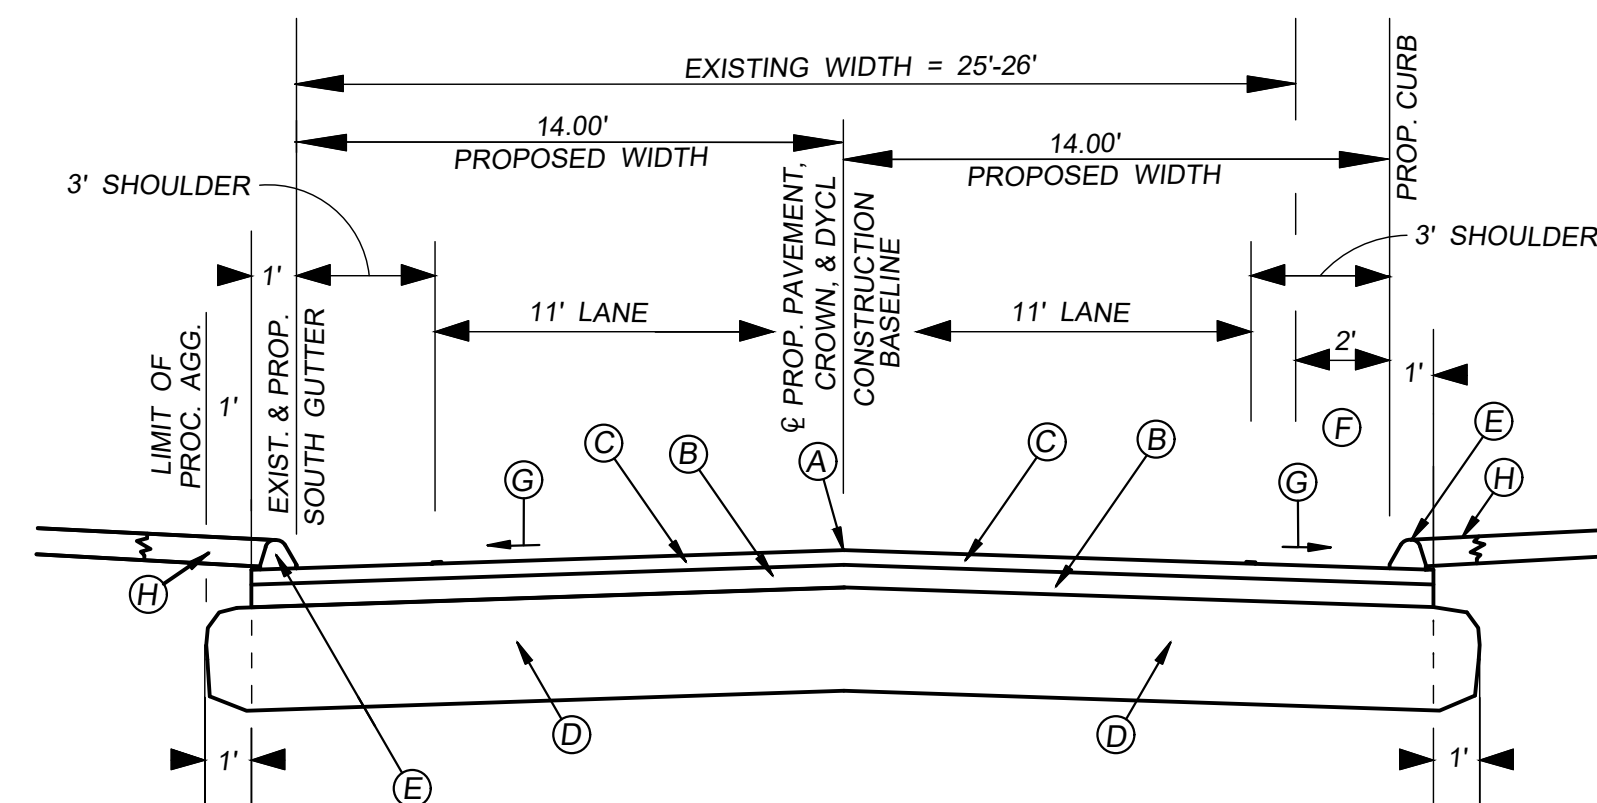 EXISTING WIDTH = 25'-26'
PROP. CURB
14.00'
PROPOSED WIDTH
14.00'
PROPOSED WIDTH
3' SHOULDER
3' SHOULDER
℄ PROP. PAVEMENT,
CROWN, & DYCL
CONSTRUCTION
BASELINE
1'
11' LANE
11' LANE
2'
1'
LIMIT OF
PROC. AGG.
1'
EXIST. & PROP.
SOUTH GUTTER
F
E
C
B
A
C
B
G
G
H
H
D
D
E
1'
1'